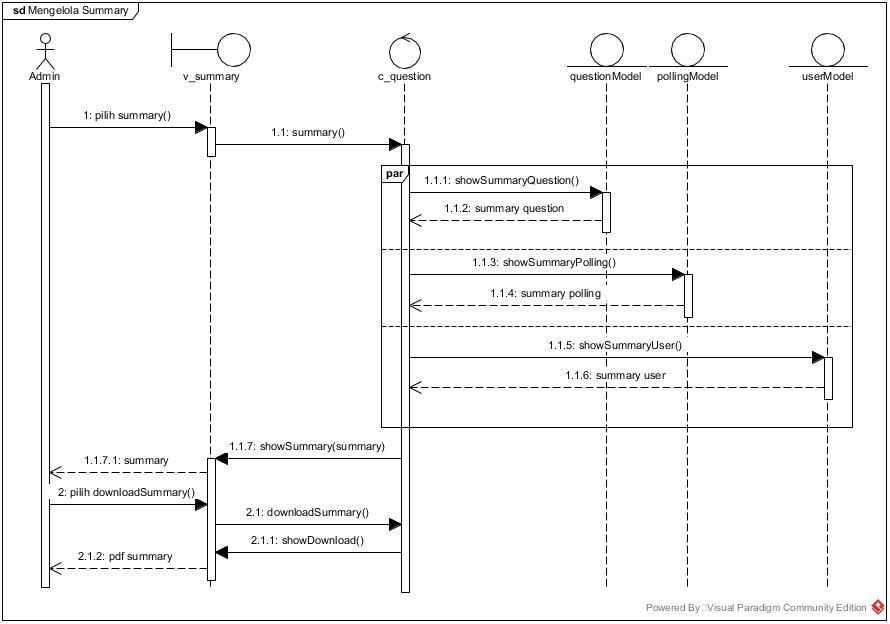 sd Mengelola Summary
Admin
v_summary
c_question
questionModel
pollingModel
userModel
1: pilih summary()
1.1: summary()
par
1.1.1: showSummaryQuestion()
1.1.2: summary question
1.1.3: showSummaryPolling()
1.1.4: summary polling
1.1.5: showSummaryUser()
1.1.6: summary user
1.1.7: showSummary(summary)
1.1.7.1: summary
2: pilih downloadSummary()
2.1: downloadSummary()
2.1.1: showDownload()
2.1.2: pdf summary
Powered By Visual Paradigm Community Edition